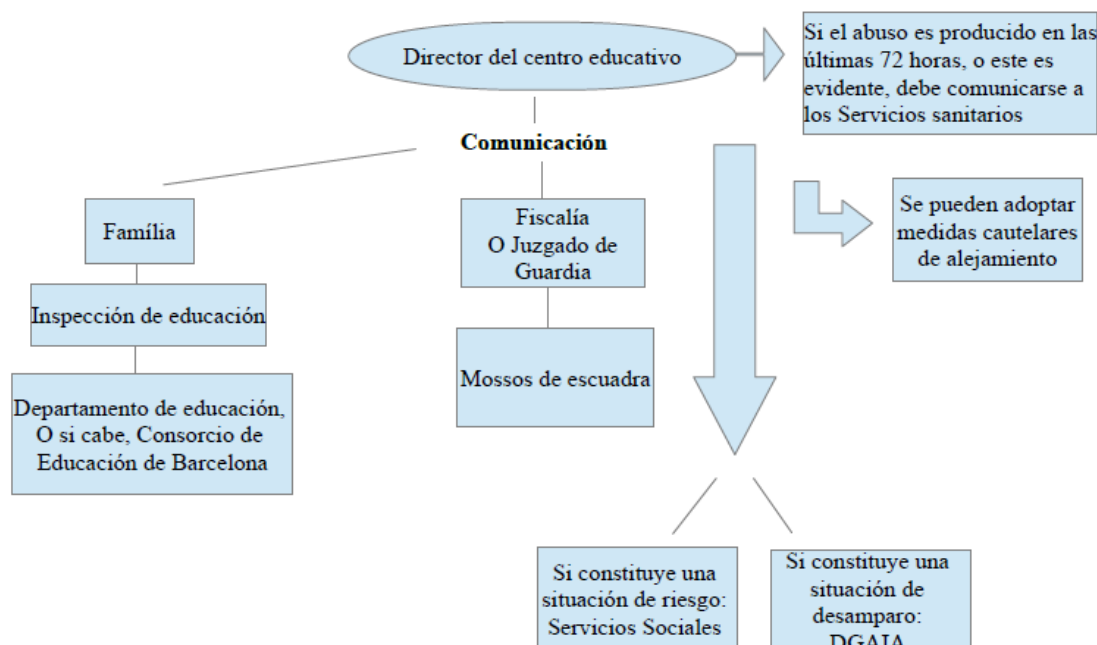 Director del centro educativo
Si el abuso es producido en las
últimas 72 horas, o este es
evidente, debe comunicarse a
los Servicios sanitarios
Comunicación
Família
Fiscalía
O Juzgado de
Guardia
Se pueden adoptar
medidas cautelares
de alejamiento
Inspección de educación
Mossos de escuadra
Departamento de educación,
O si cabe, Consorcio de
Educación de Barcelona
Si constituye una
situación de riesgo:
Servicios Sociales
Si constituye una
situación de
desamparo:
DGAIA